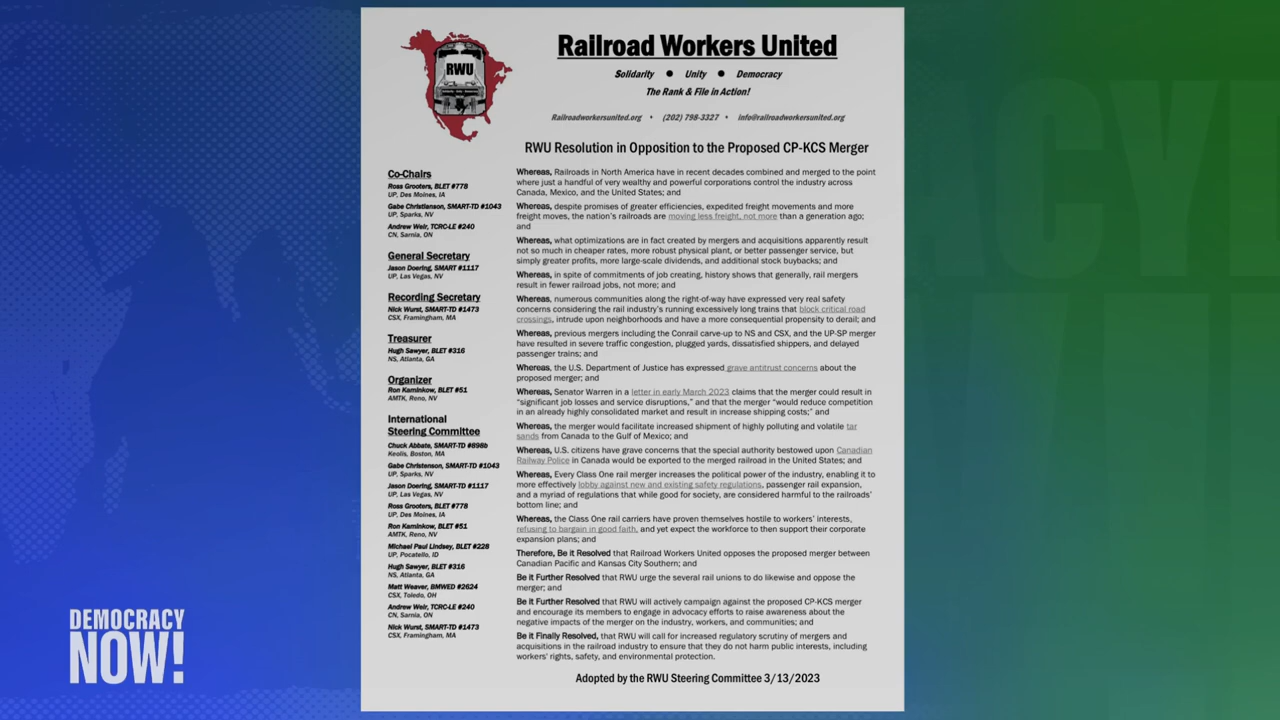 RWU
Railroad Workers United
Solidarity ● Unity ● Democracy
The Rank & File in Action!
Railroadworkersunited.org • (202) 798-3327 • info@railroadworkersunited.org
RWU Resolution in Opposition to the Proposed CP-KCS Merger
Co-Chairs
Ross Grooters, BLET #778
UP, Des Moines, IA
Gabe Christianson, SMART-TD #1043
UP, Sparks, NV
Andrew Weir, TCRC-LE #240
CN, Sarnia, ON
General Secretary
Jason Doering, SMART #1117
UP, Las Vegas, NV
Recording Secretary
Nick Wurst, SMART-TD #1473
CSX, Framingham, MA
Treasurer
Hugh Sawyer, BLET #316
NS, Atlanta, GA
Organizer
Ron Kaminkow, BLET #51
AMTK, Reno, NV
International
Steering Committee
Chuck Abbate, SMART-TD #898b
Keolis, Boston, MA
Gabe Christenson, SMART-TD #1043
UP, Sparks, NV
Jason Doering, SMART-TD #1117
UP, Las Vegas, NV
Ross Grooters, BLET #778
UP, Des Moines, IA
Ron Kaminkow, BLET #51
AMTK, Reno, NV
Michael Paul Lindsey, BLET #228
UP, Pocatello, ID
Hugh Sawyer, BLET #316
NS, Atlanta, GA
Matt Weaver, BMWED #2624
CSX, Toledo, OH
Andrew Weir, TCRC-LE #240
CN, Sarnia, ON
Nick Wurst, SMART-TD #1473
CSX, Framingham, MA
Whereas, Railroads in North America have in recent decades combined and merged to the point
where just a handful of very wealthy and powerful corporations control the industry across
Canada, Mexico, and the United States; and
Whereas, despite promises of greater efficiencies, expedited freight movements and more
freight moves, the nation's railroads are moving less freight, not more than a generation ago;
and
Whereas, what optimizations are in fact created by mergers and acquisitions apparently result
not so much in cheaper rates, more robust physical plant, or better passenger service, but
simply greater profits, more large-scale dividends, and additional stock buybacks; and
Whereas, in spite of commitments of job creating, history shows that generally, rail mergers
result in fewer railroad jobs, not more; and
Whereas, numerous communities along the right-of-way have expressed very real safety
concerns considering the rail industry's running excessively long trains that block critical road
crossings, intrude upon neighborhoods and have a more consequential propensity to derail; and
Whereas, previous mergers including the Conrail carve-up to NS and CSX, and the UP-SP merger
have resulted in severe traffic congestion, plugged yards, dissatisfied shippers, and delayed
passenger trains; and
Whereas, the U.S. Department of Justice has expressed grave antitrust concerns about the
proposed merger; and
Whereas, Senator Warren in a letter in early March 2023 claims that the merger could result in
"significant job losses and service disruptions," and that the merger "would reduce competition
in an already highly consolidated market and result in increase shipping costs;" and
Whereas, the merger would facilitate increased shipment of highly polluting and volatile tar
sands from Canada to the Gulf of Mexico; and
Whereas, U.S. citizens have grave concerns that the special authority bestowed upon Canadian
Railway Police in Canada would be exported to the merged railroad in the United States; and
Whereas, Every Class One rail merger increases the political power of the industry, enabling it to
more effectively lobby against new and existing safety regulations, passenger rail expansion,
and a myriad of regulations that while good for society, are considered harmful to the railroads'
bottom line; and
Whereas, the Class One rail carriers have proven themselves hostile to workers' interests,
refusing to bargain in good faith, and yet expect the workforce to then support their corporate
expansion plans; and
Therefore, Be it Resolved that Railroad Workers United opposes the proposed merger between
Canadian Pacific and Kansas City Southern; and
Be it Further Resolved that RWU urge the several rail unions to do likewise and oppose the
merger; and
Be it Further Resolved that RWU will actively campaign against the proposed CP-KCS merger
and encourage its members to engage in advocacy efforts to raise awareness about the
negative impacts of the merger on the industry, workers, and communities; and
Be it Finally Resolved, that RWU will call for increased regulatory scrutiny of mergers and
acquisitions in the railroad industry to ensure that they do not harm public interests, including
workers' rights, safety, and environmental protection.
Adopted by the RWU Steering Committee 3/13/2023
DEMOCRACY
NOW!